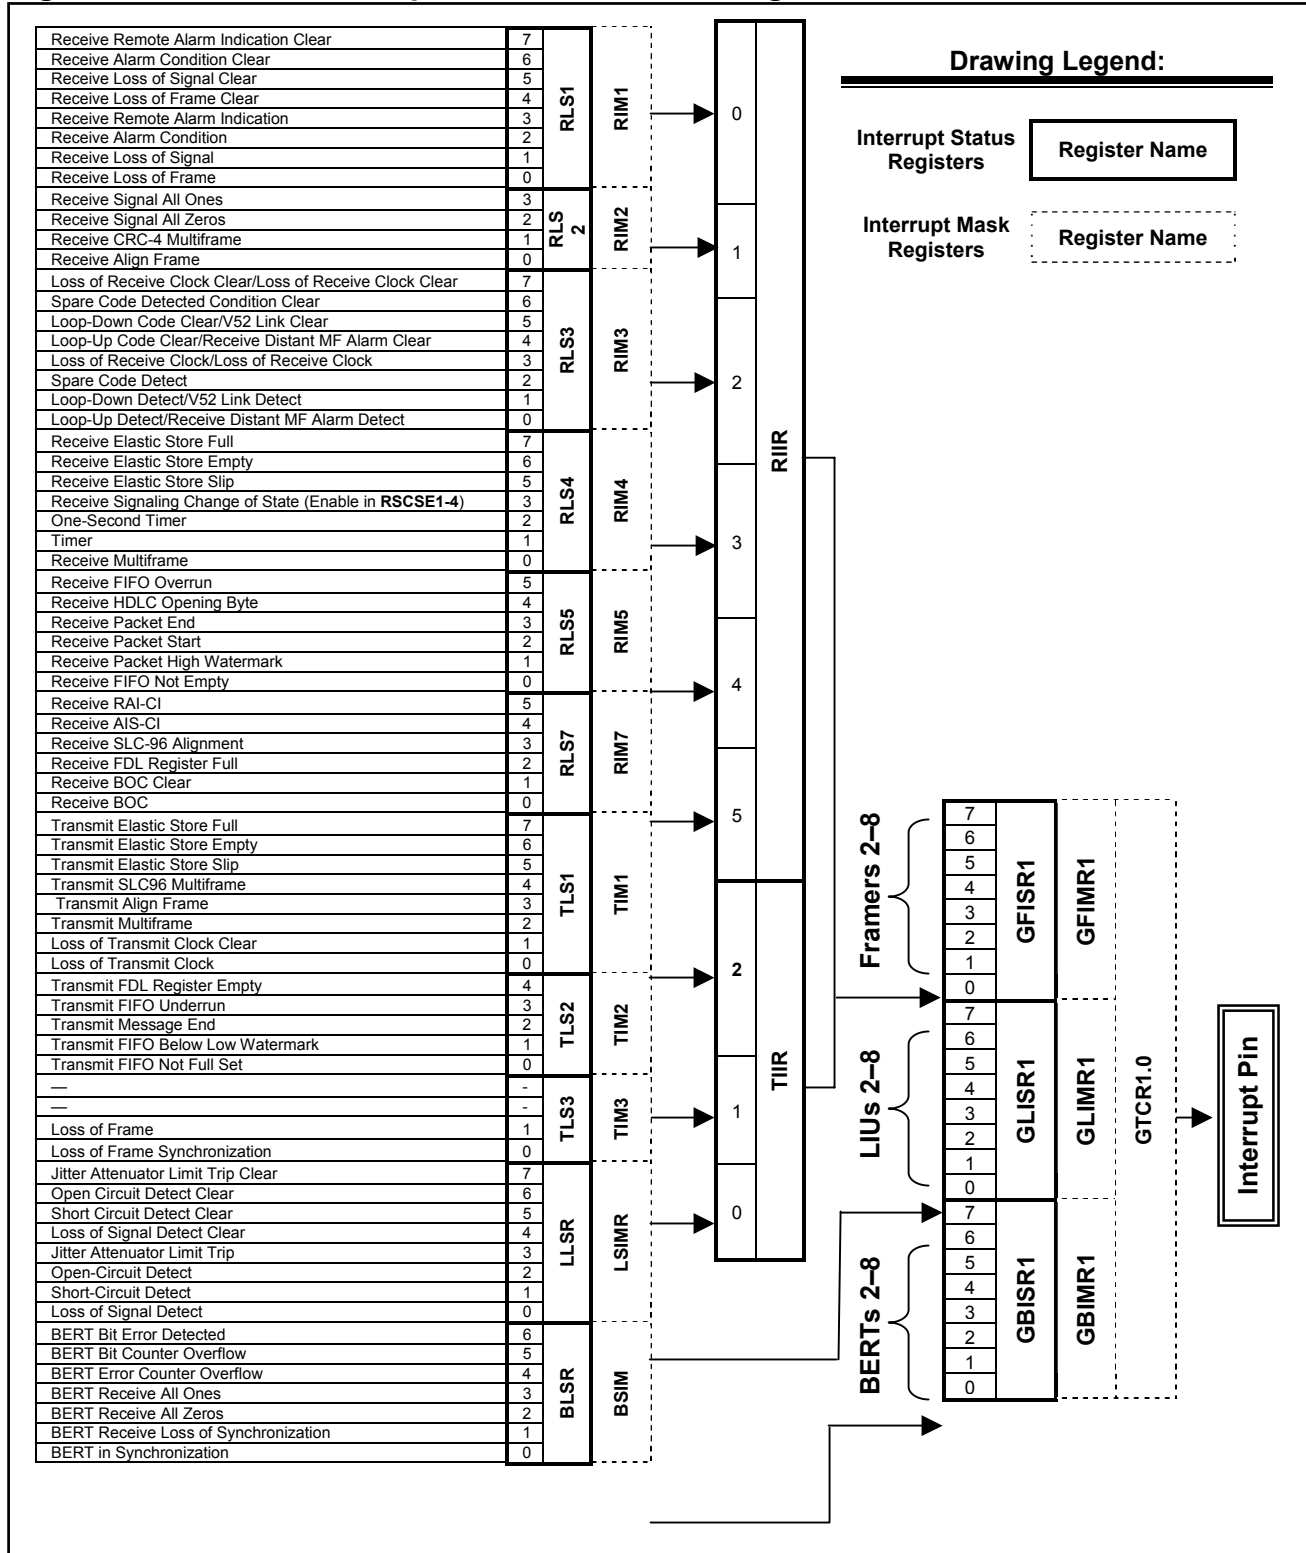 Receive Remote Alarm Indication Clear 7
Receive Alarm Condition Clear 6
Receive Loss of Signal Clear 5
Receive Loss of Frame Clear 4
Receive Remote Alarm Indication 3
Receive Alarm Condition 2
Receive Loss of Signal 1
Receive Loss of Frame 0
RLS1
RIM1
Receive Signal All Ones 3
Receive Signal All Zeros 2
Receive CRC-4 Multiframe 1
Receive Align Frame 0
RLS
2
RIM2
Loss of Receive Clock Clear/Loss of Receive Clock Clear 7
Spare Code Detected Condition Clear 6
Loop-Down Code Clear/V52 Link Clear 5
Loop-Up Code Clear/Receive Distant MF Alarm Clear 4
Loss of Receive Clock/Loss of Receive Clock 3
Spare Code Detect 2
Loop-Down Detect/V52 Link Detect 1
Loop-Up Detect/Receive Distant MF Alarm Detect 0
RLS3
RIM3
Receive Elastic Store Full 7
Receive Elastic Store Empty 6
Receive Elastic Store Slip 5
Receive Signaling Change of State (Enable in RSCSE1-4) 3
One-Second Timer 2
Timer 1
Receive Multiframe 0
RLS4
RIM4
Receive FIFO Overrun 5
Receive HDLC Opening Byte 4
Receive Packet End 3
Receive Packet Start 2
Receive Packet High Watermark 1
Receive FIFO Not Empty 0
RLS5
RIM5
Receive RAI-CI 5
Receive AIS-CI 4
Receive SLC-96 Alignment 3
Receive FDL Register Full 2
Receive BOC Clear 1
Receive BOC 0
RLS7
RIM7
Transmit Elastic Store Full 7
Transmit Elastic Store Empty 6
Transmit Elastic Store Slip 5
Transmit SLC96 Multiframe 4
Transmit Align Frame 3
Transmit Multiframe 2
Loss of Transmit Clock Clear 1
Loss of Transmit Clock 0
TLS1
TIM1
Transmit FDL Register Empty 4
Transmit FIFO Underrun 3
Transmit Message End 2
Transmit FIFO Below Low Watermark 1
Transmit FIFO Not Full Set 0
TLS2
TIM2
— -
— -
Loss of Frame 1
Loss of Frame Synchronization 0
TLS3
TIM3
Jitter Attenuator Limit Trip Clear 7
Open Circuit Detect Clear 6
Short Circuit Detect Clear 5
Loss of Signal Detect Clear 4
Jitter Attenuator Limit Trip 3
Open-Circuit Detect 2
Short-Circuit Detect 1
Loss of Signal Detect 0
LLSR
LSIMR
BERT Bit Error Detected 6
BERT Bit Counter Overflow 5
BERT Error Counter Overflow 4
BERT Receive All Ones 3
BERT Receive All Zeros 2
BERT Receive Loss of Synchronization 1
BERT in Synchronization 0
BLSR
BSIM
0
1
2
3
4
5
RIIR
2
1
0
TIIR
Drawing Legend:
Interrupt Status
Registers
Register Name
Interrupt Mask
Registers
Register Name
Framers 2–8
7
6
5
4
3
2
1
0
GFISR1
GFIMR1
LIUs 2–8
7
6
5
4
3
2
1
0
GLISR1
GLIMR1
BERTs 2–8
7
6
5
4
3
2
1
0
GBISR1
GBIMR1
GTCR1.0
Interrupt Pin